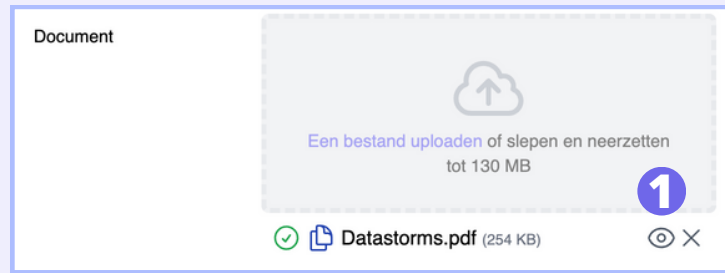 Document
Een bestand uploaden of slepen en neerzetten
tot 130 MB
1
Datastorms.pdf (254 KB)